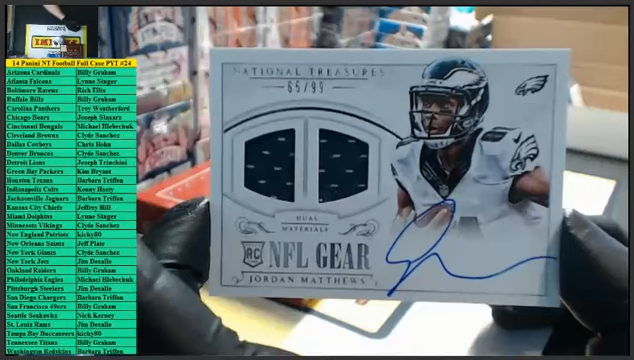 14 Panini NT Football Full Case PYT #24
Arizona Cardinals Billy Graham
Atlanta Falcons Lynne Singer
Baltimore Ravens Rich Ellis
Buffalo Bills Billy Graham
Carolina Panthers Troy Weatherford
Chicago Bears Joseph Slusarz
Cincinnati Bengals Michael Hlebechuk
Cleveland Browns Clyde Sanchez
Dallas Cowboys Chris Hohn
Denver Broncos Clyde Sanchez
Detroit Lions Joseph Trinchini
Green Bay Packers Kim Bryant
Houston Texans Barbara Triffon
Indianapolis Colts Kenny Hasty
Jacksonville Jaguars Barbara Triffon
Kansas City Chiefs Jeffrey Hill
Miami Dolphins Lynne Singer
Minnesota Vikings Clyde Sanchez
New England Patriots kicky80
New Orleans Saints Jeff Plate
New York Giants Clyde Sanchez
New York Jets Jim Desalle
Oakland Raiders Billy Graham
Philadelphia Eagles Michael Hlebechuk
Pittsburgh Steelers Jim Desalle
San Diego Chargers Barbara Triffon
San Francisco 49ers Billy Graham
Seattle Seahawks Nick Kerney
St. Louis Rams Jim Desalle
Tampa Bay Buccaneers kicky80
Tennessee Titans Billy Graham
Washington Redskins Barbara Triffon
NATIONAL TREASURES
65/99
DUAL
MATERIALS
RC NFL GEAR
JORDAN MATTHEWS